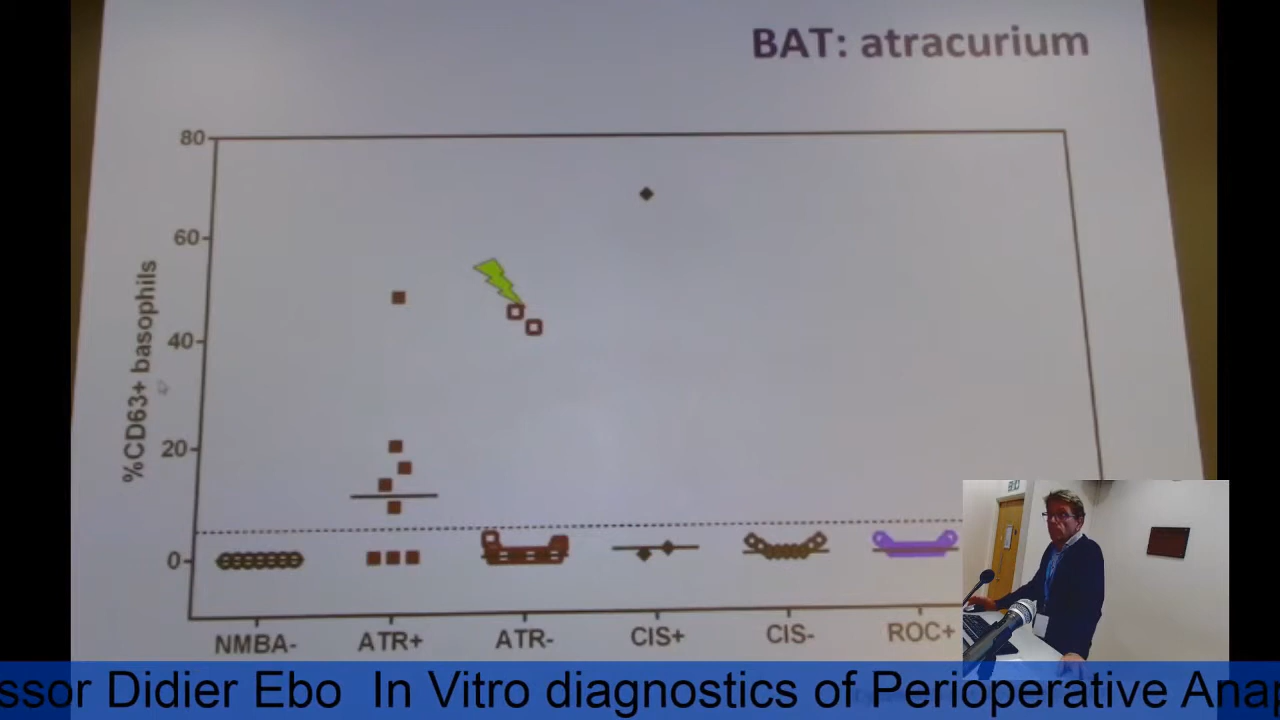 BAT: atracurium
80
60
40
20
0
%CD63+ basophils
NMBA- ATR+ ATR- CIS+ CIS- ROC+
ssor Didier Ebo In Vitro diagnostics of Perioperative Anap